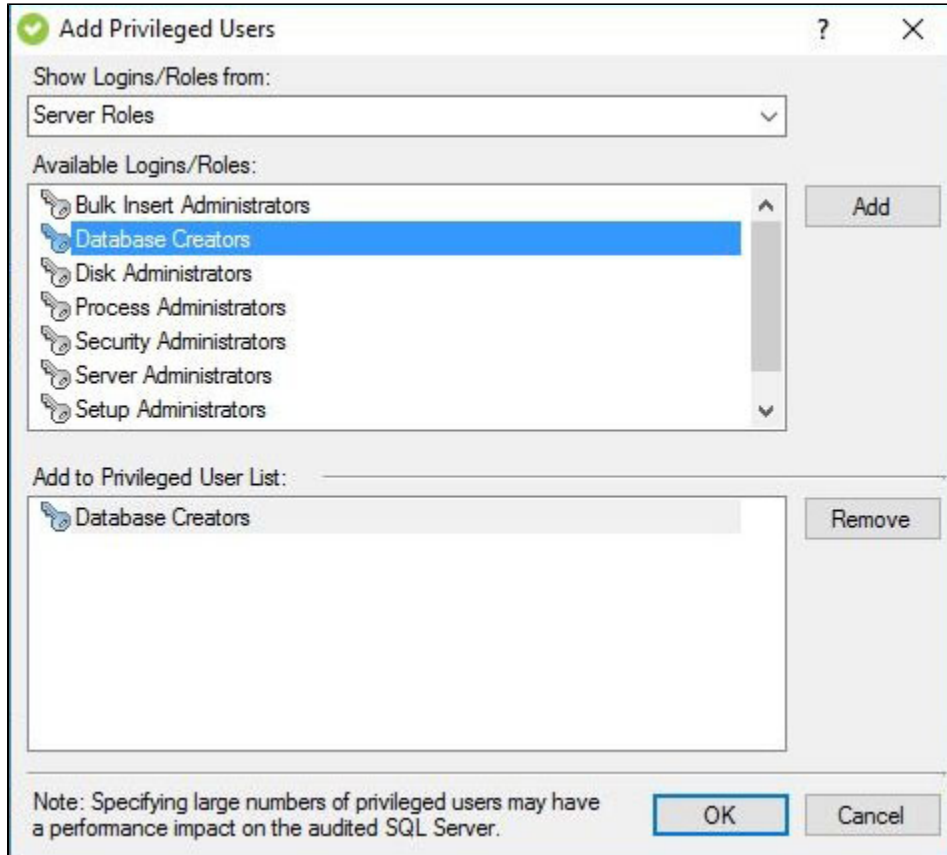 Add Privileged Users
?
Show Logins/Roles from:
Server Roles
Available Logins/Roles:
Bulk Insert Administrators
Add
Database Creators
Disk Administrators
Process Administrators
Security Administrators
Server Administrators
Setup Administrators
Add to Privileged User List:
Database Creators
Remove
Note: Specifying large numbers of privileged users may have
a performance impact on the audited SQL Server.
OK
Cancel